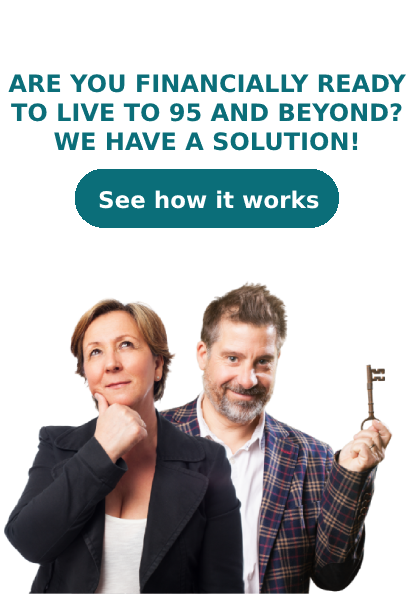 ARE YOU FINANCIALLY READY
TO LIVE TO 95 AND BEYOND?
WE HAVE A SOLUTION!
See how it works